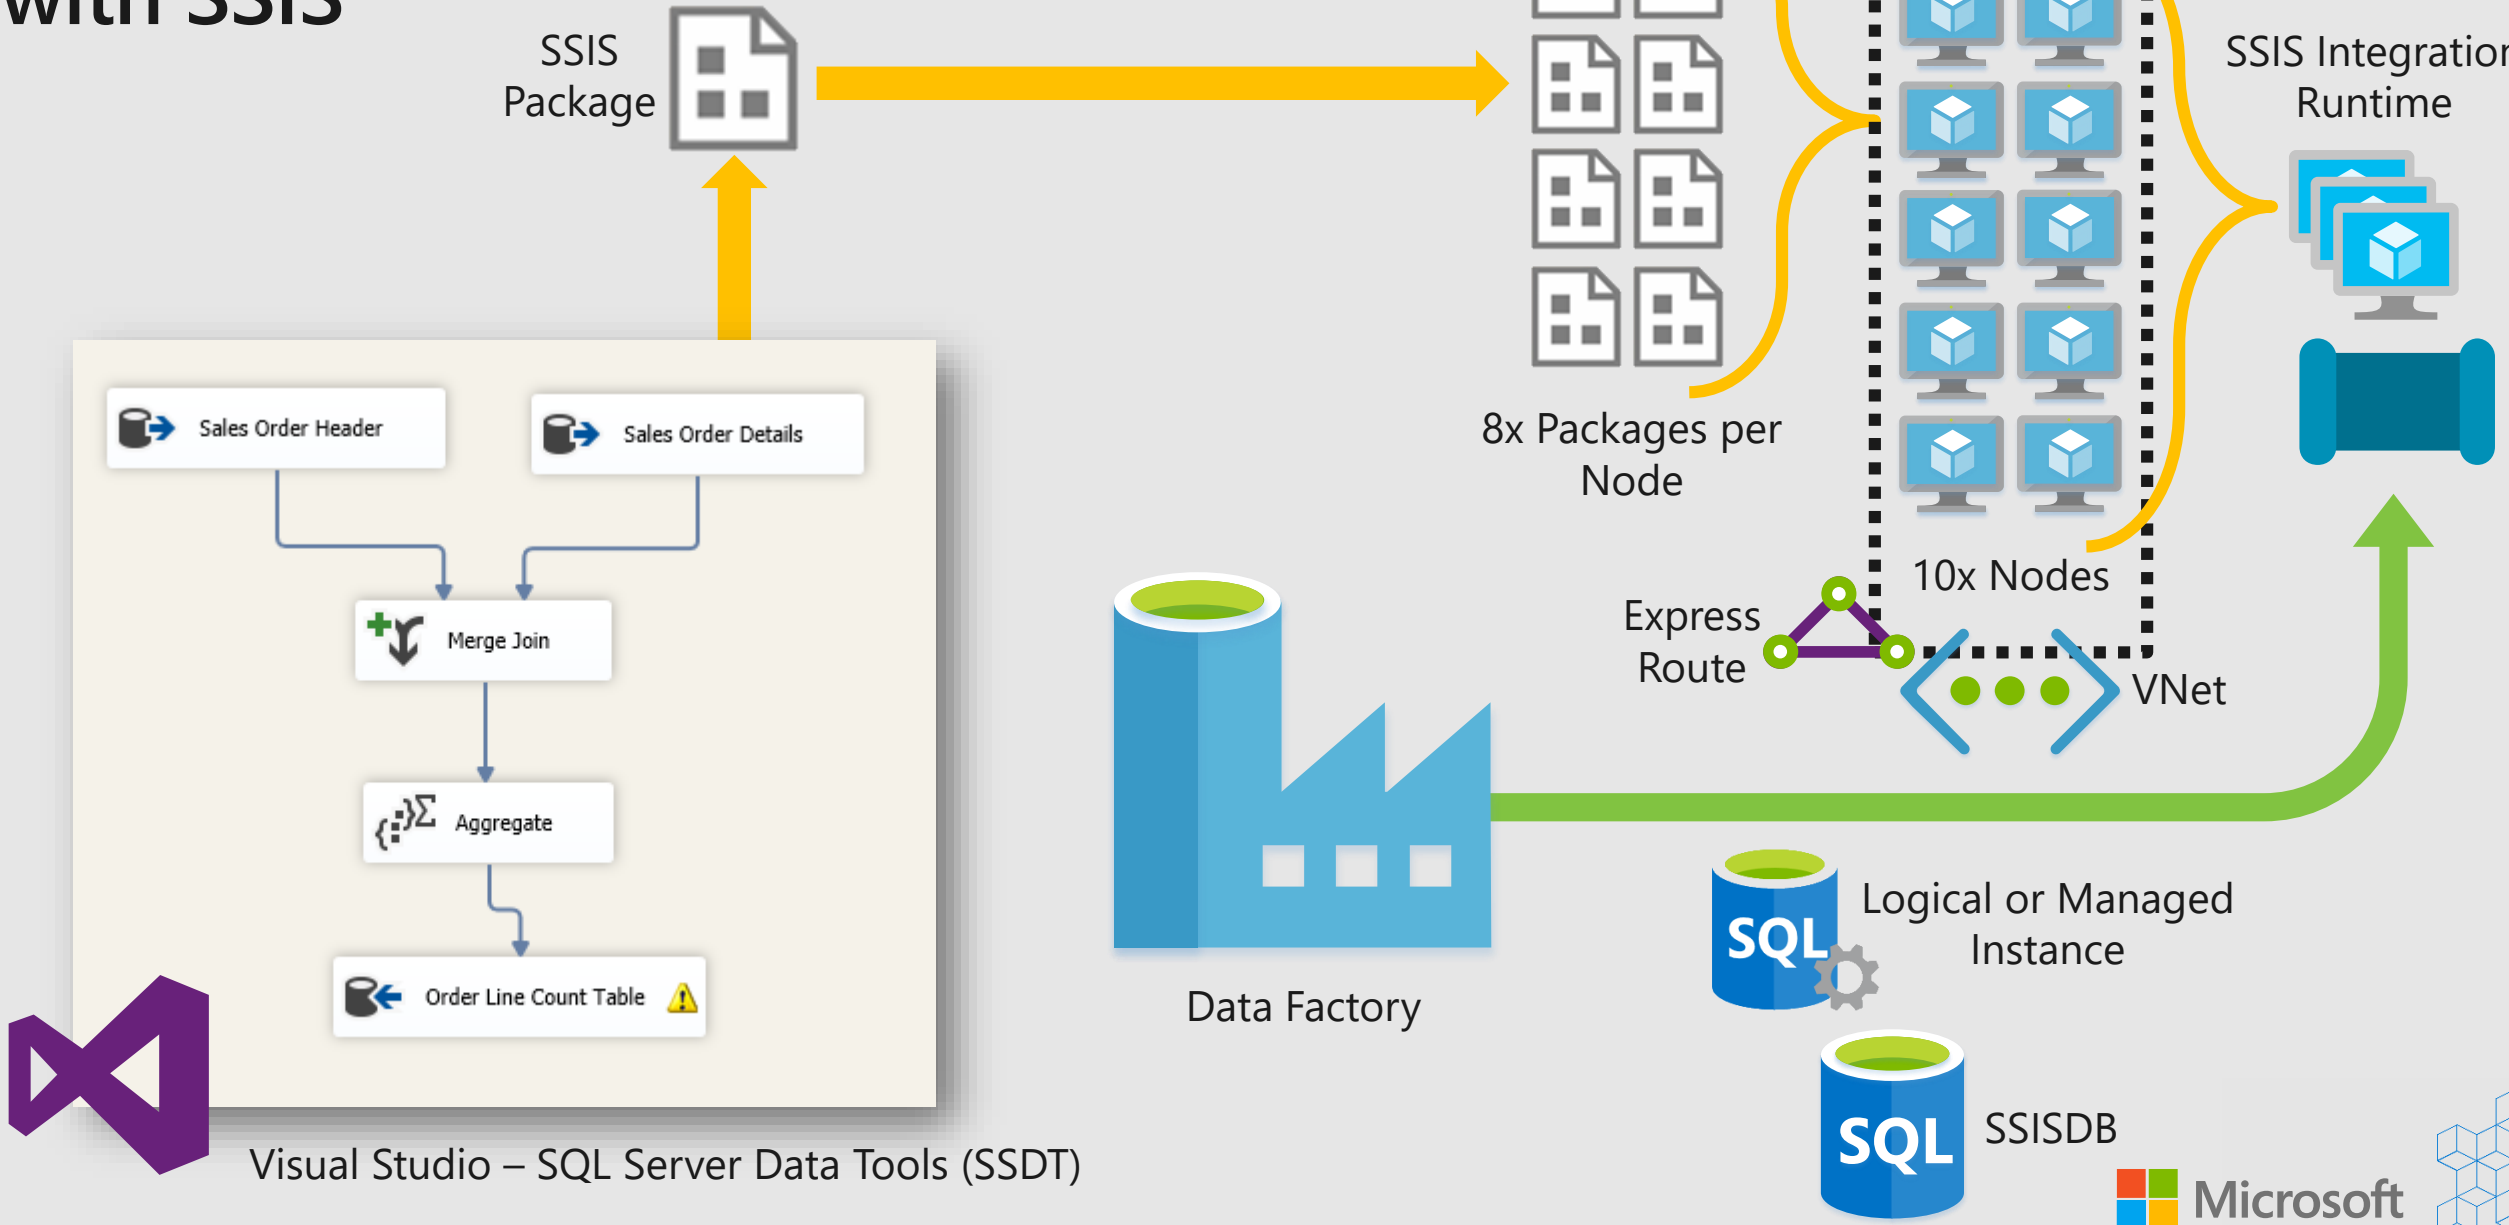 with SSIS
SSIS
Package
SSIS Integration
Runtime
Sales Order Header
Sales Order Details
8x Packages per
Node
Merge Join
10x Nodes
Express
Route
VNet
Aggregate
Logical or Managed
Instance
SQL
Order Line Count Table
Data Factory
SSISDB
SQL
Visual Studio – SQL Server Data Tools (SSDT)
Microsoft